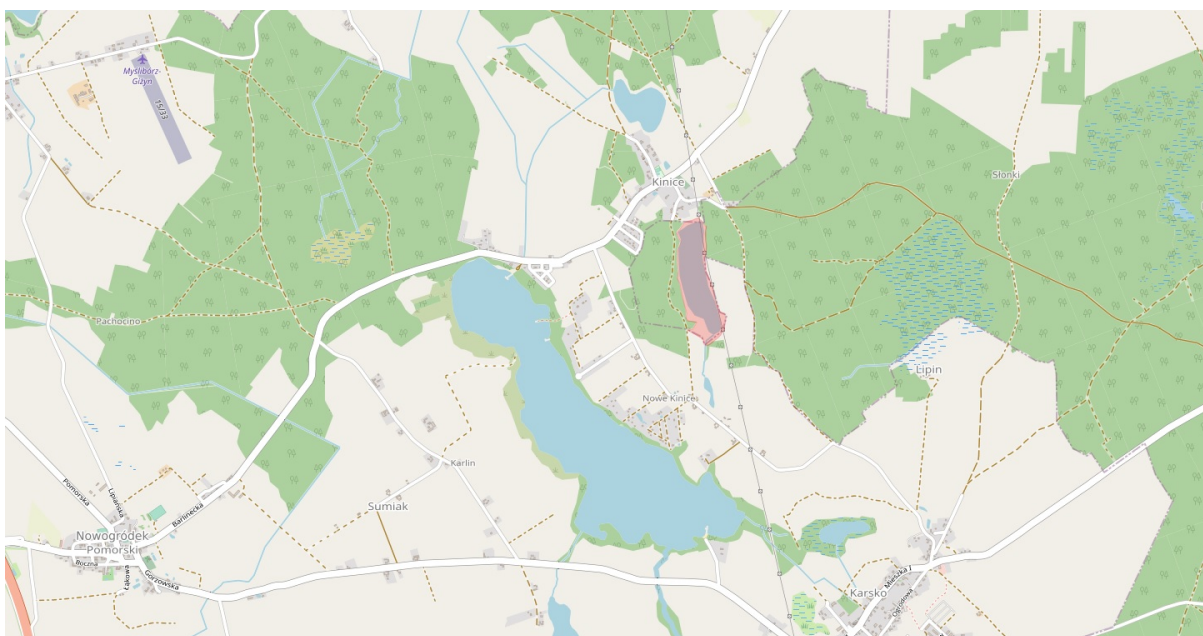 Myślibórz-
Giżyn
15/33
Kinice
Słonki
Pachocino
Lipin
Nowe Kinice
Karlin
Sumiak
Pomorska
Lipiańska
Barlinecka
Nowogródek
Pomorski
Boczna
Łąkowa
Gorzowska
Mieszka I
Karsko
Ogrodowa